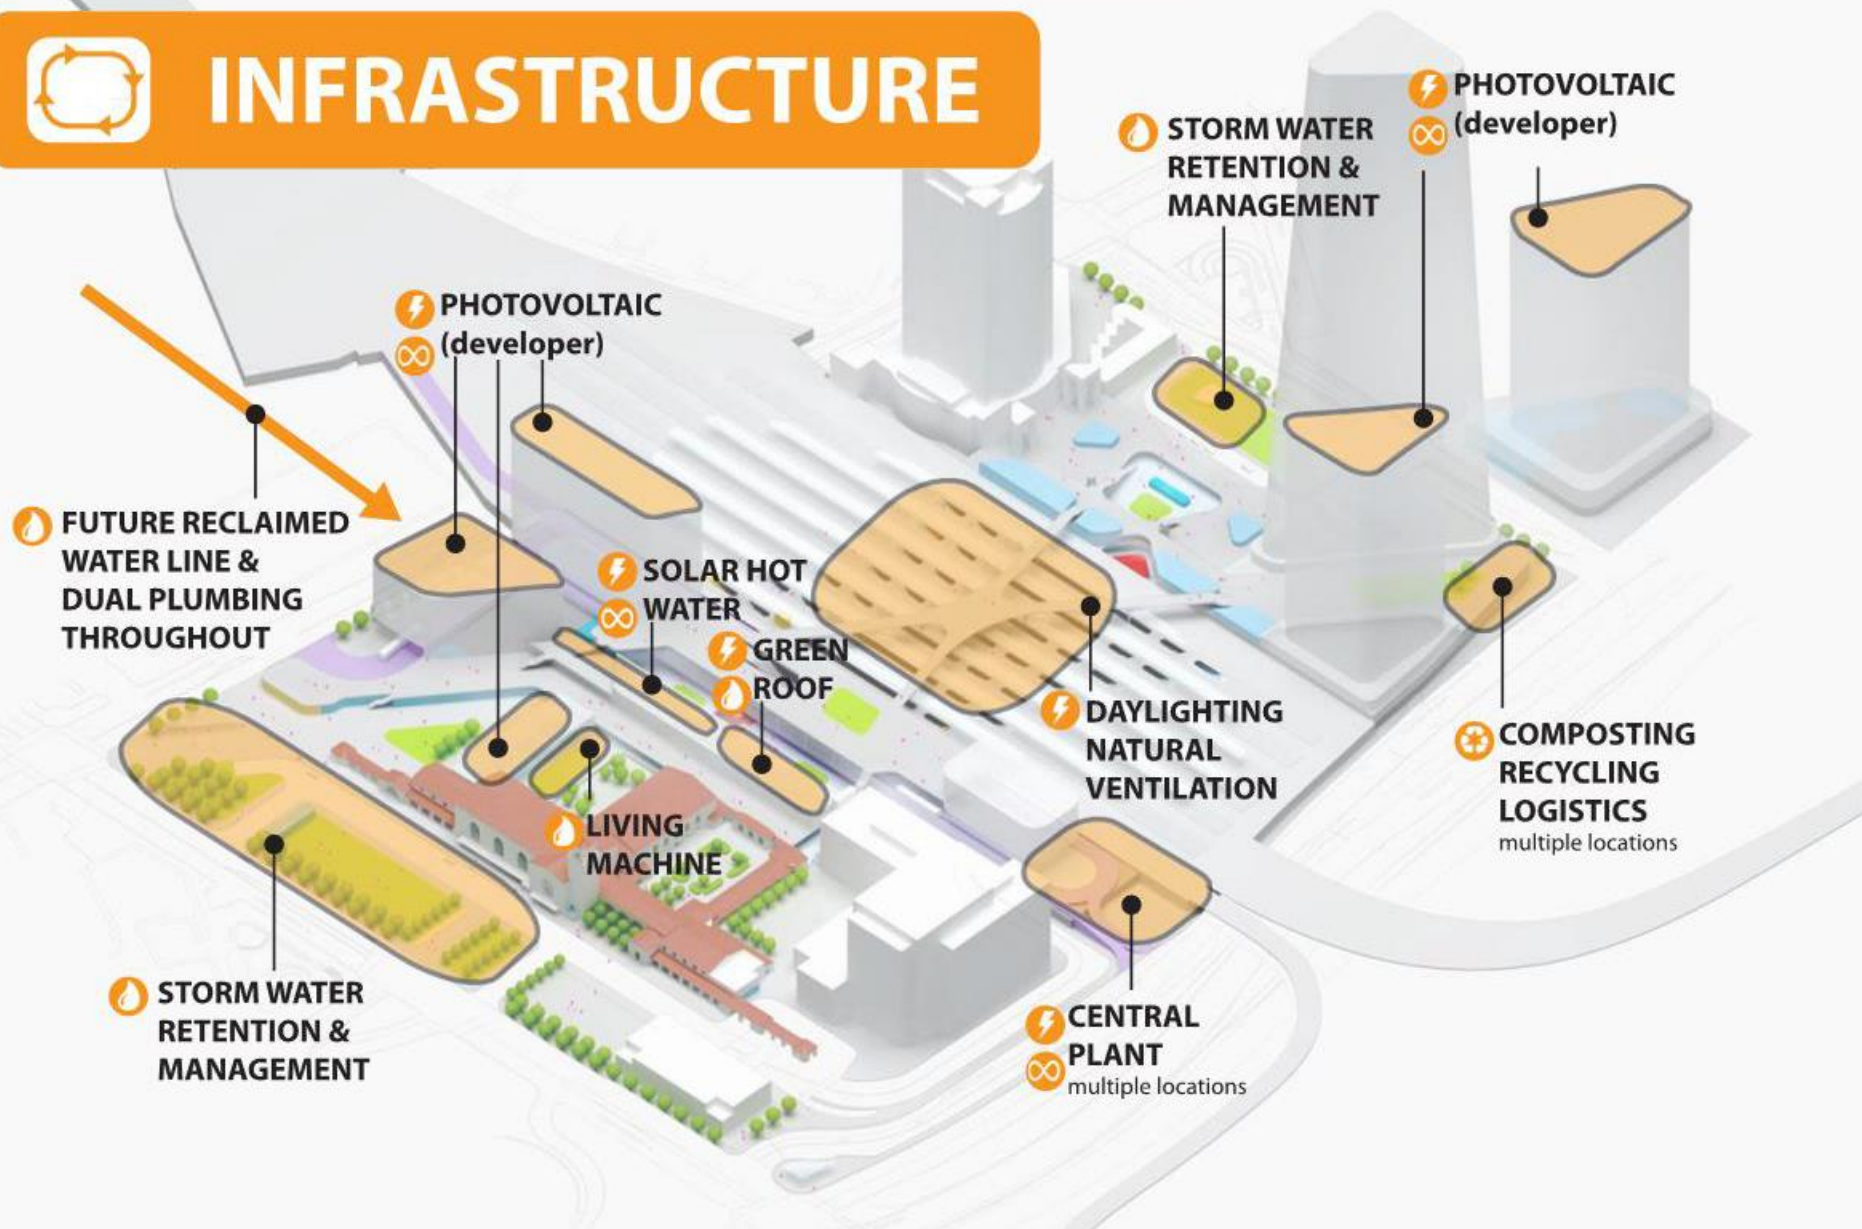 INFRASTRUCTURE
PHOTOVOLTAIC
(developer)
STORM WATER
RETENTION &
MANAGEMENT
PHOTOVOLTAIC
(developer)
FUTURE RECLAIMED
WATER LINE &
DUAL PLUMBING
THROUGHOUT
SOLAR HOT
WATER
GREEN
ROOF
DAYLIGHTING
NATURAL
VENTILATION
COMPOSTING
RECYCLING
LOGISTICS
multiple locations
LIVING
MACHINE
STORM WATER
RETENTION &
MANAGEMENT
CENTRAL
PLANT
multiple locations